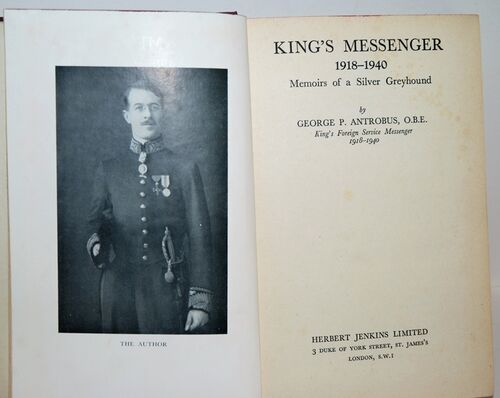 THE AUTHOR
KING'S MESSENGER
1918-1940
Memoirs of a Silver Greyhound
by
GEORGE P. ANTROBUS, O.B.E.
King's Foreign Service Messenger
1918-1940
HERBERT JENKINS LIMITED
3 DUKE OF YORK STREET, ST. JAMES'S
LONDON, S.W.1